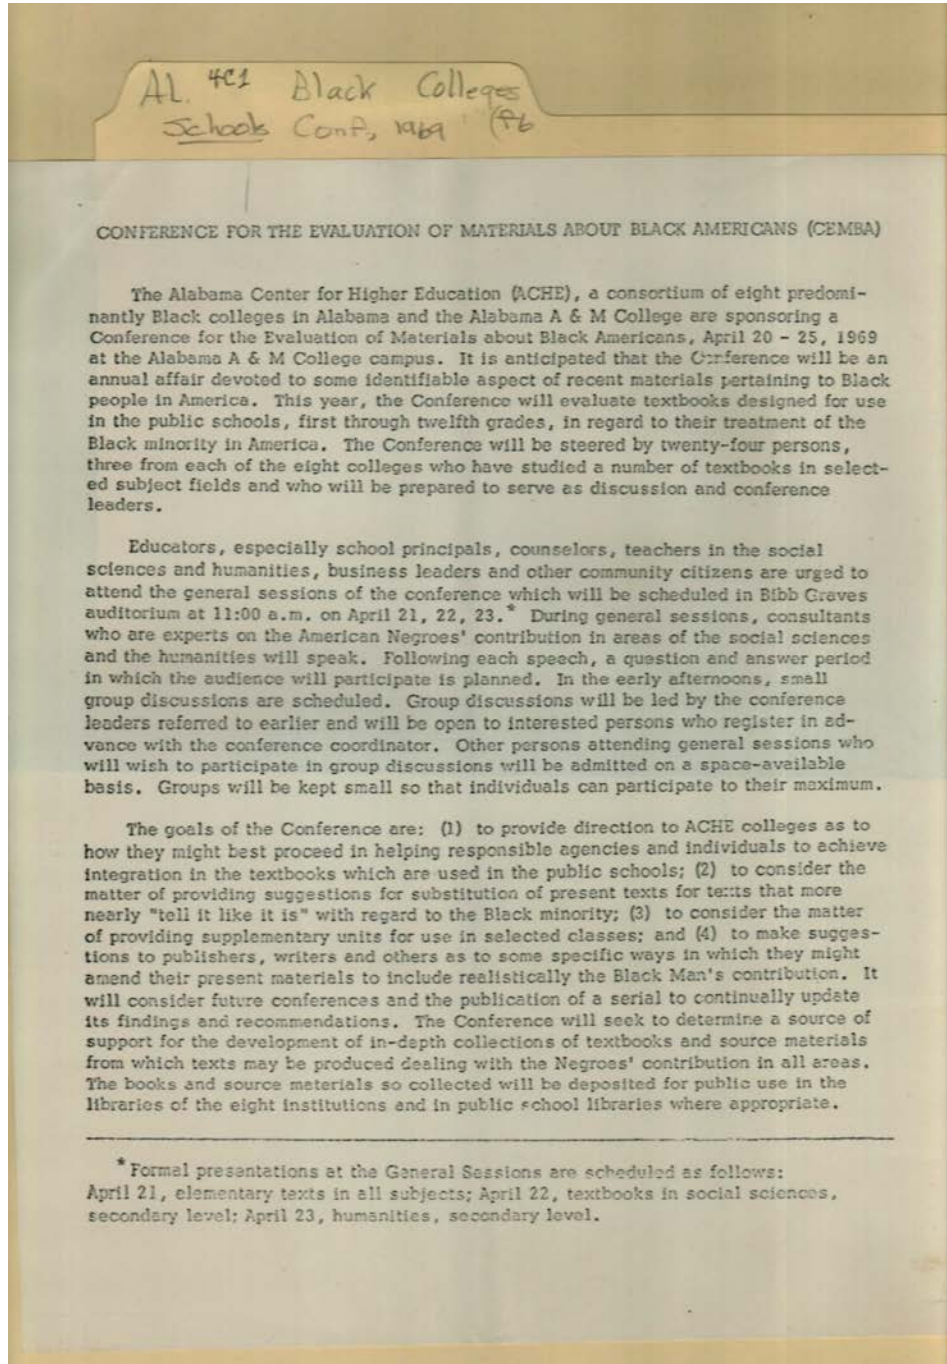 AL. 4C1 Black Colleges
Schools Conf, 1969 (Pb
CONFERENCE FOR THE EVALUATION OF MATERIALS ABOUT BLACK AMERICANS (CEMBA)
The Alabama Center for Higher Education (ACHE), a consortium of eight predomi-
nantly Black colleges in Alabama and the Alabama A & M College are sponsoring a
Conference for the Evaluation of Materials about Black Americans, April 20 - 25, 1969
at the Alabama A & M College campus. It is anticipated that the Conference will be an
annual affair devoted to some identifiable aspect of recent materials pertaining to Black
people in America. This year, the Conference will evaluate textbooks designed for use
in the public schools, first through twelfth grades, in regard to their treatment of the
Black minority in America. The Conference will be steered by twenty-four persons,
three from each of the eight colleges who have studied a number of textbooks in select-
ed subject fields and who will be prepared to serve as discussion and conference
leaders.
Educators, especially school principals, counselors, teachers in the social
sciences and humanities, business leaders and other community citizens are urged to
attend the general sessions of the conference which will be scheduled in Bibb Graves
auditorium at 11:00 a.m. on April 21, 22, 23.* During general sessions, consultants
who are experts on the American Negroes' contribution in areas of the social sciences
and the humanities will speak. Following each speech, a question and answer period
in which the audience will participate is planned. In the early afternoons, small
group discussions are scheduled. Group discussions will be led by the conference
leaders referred to earlier and will be open to interested persons who register in ad-
vance with the conference coordinator. Other persons attending general sessions who
will wish to participate in group discussions will be admitted on a space-available
basis. Groups will be kept small so that individuals can participate to their maximum.
The goals of the Conference are: (1) to provide direction to ACHE colleges as to
how they might best proceed in helping responsible agencies and individuals to achieve
integration in the textbooks which are used in the public schools; (2) to consider the
matter of providing suggestions for substitution of present texts for texts that more
nearly "tell it like it is" with regard to the Black minority; (3) to consider the matter
of providing supplementary units for use in selected classes; and (4) to make sugges-
tions to publishers, writers and others as to some specific ways in which they might
amend their present materials to include realistically the Black Man's contribution. It
will consider future conferences and the publication of a serial to continually update
its findings and recommendations. The Conference will seek to determine a source of
support for the development of in-depth collections of textbooks and source materials
from which texts may be produced dealing with the Negroes' contribution in all areas.
The books and source materials so collected will be deposited for public use in the
libraries of the eight institutions and in public school libraries where appropriate.
*Formal presentations at the General Sessions are scheduled as follows:
April 21, elementary texts in all subjects; April 22, textbooks in social sciences,
secondary level; April 23, humanities, secondary level.